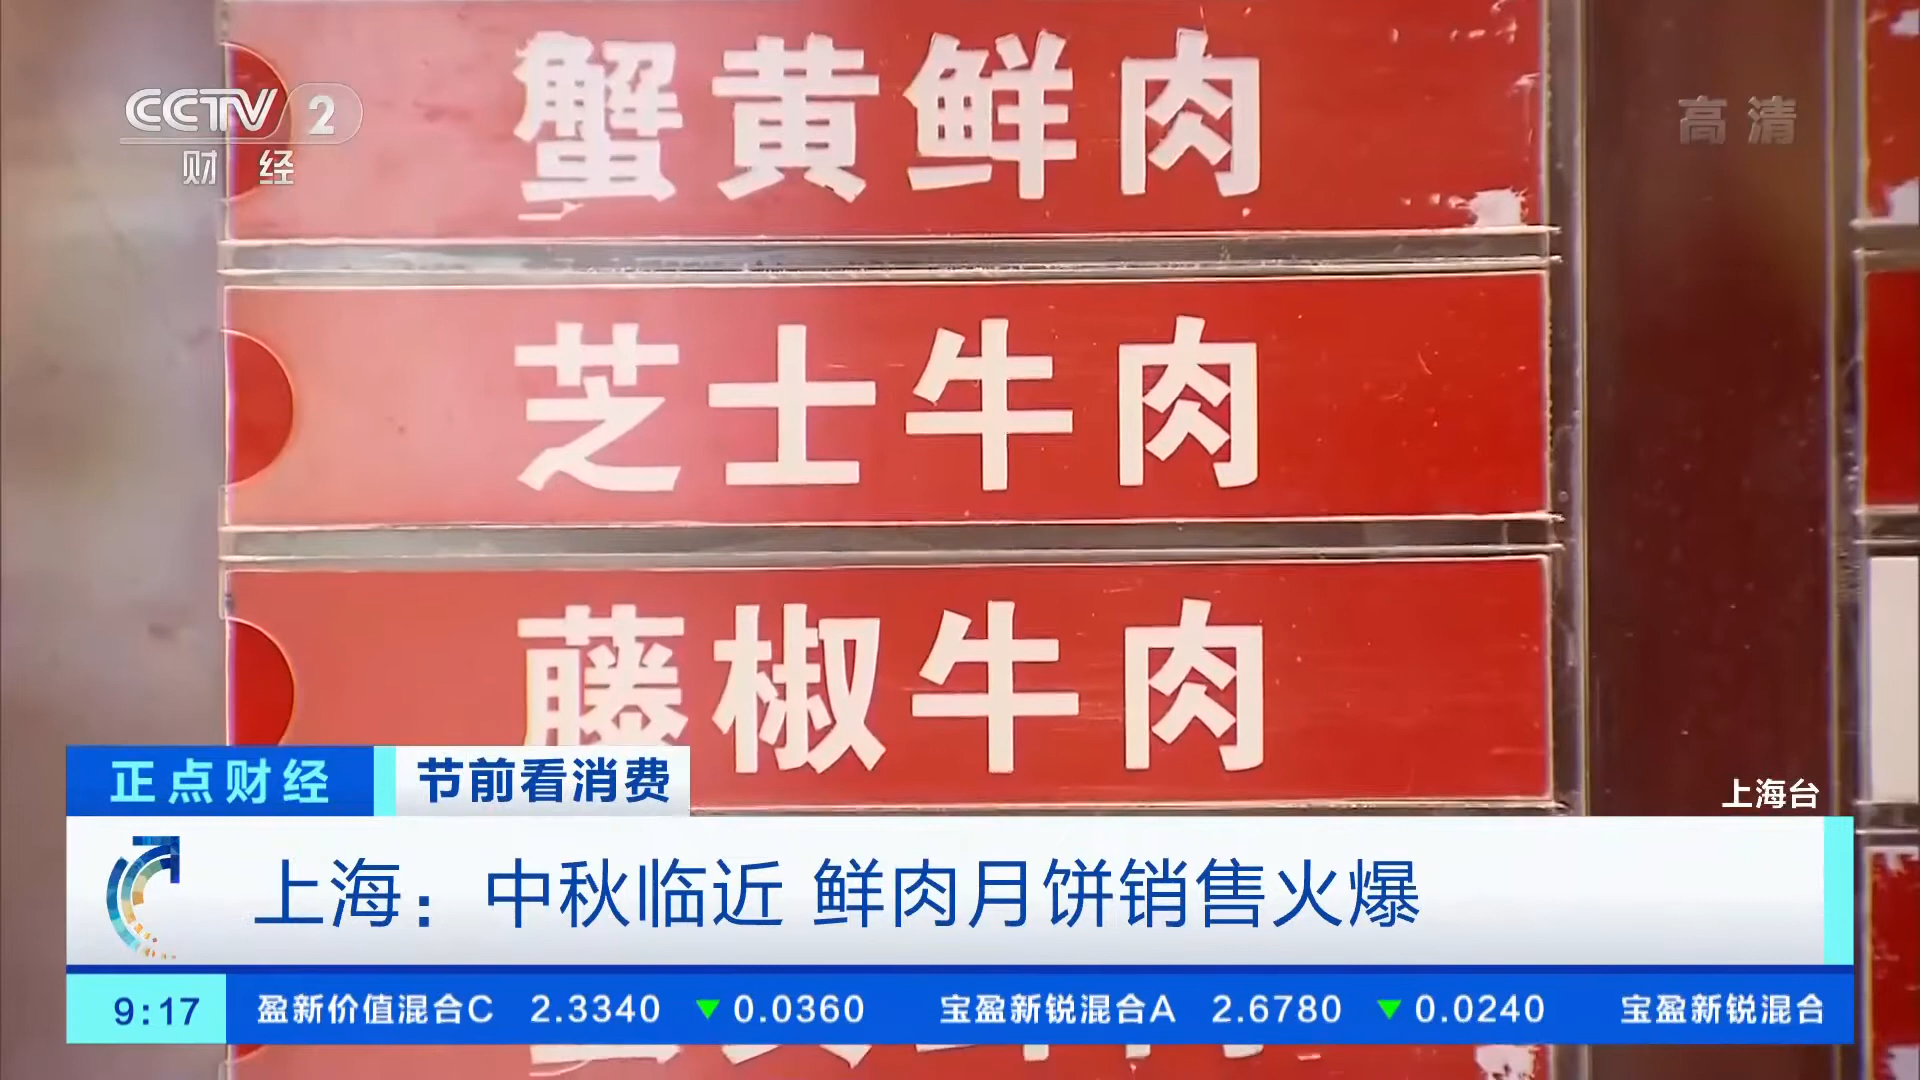 蟹黄鲜肉
CCTV 2
财经
高清
芝士牛肉
藤椒牛肉
正点财经 节前看消费
上海台
上海：中秋临近 鲜肉月饼销售火爆
9:17 盈新价值混合C 2.3340 ▼0.0360 宝盈新锐混合A 2.6780 ▼0.0240 宝盈新锐混合